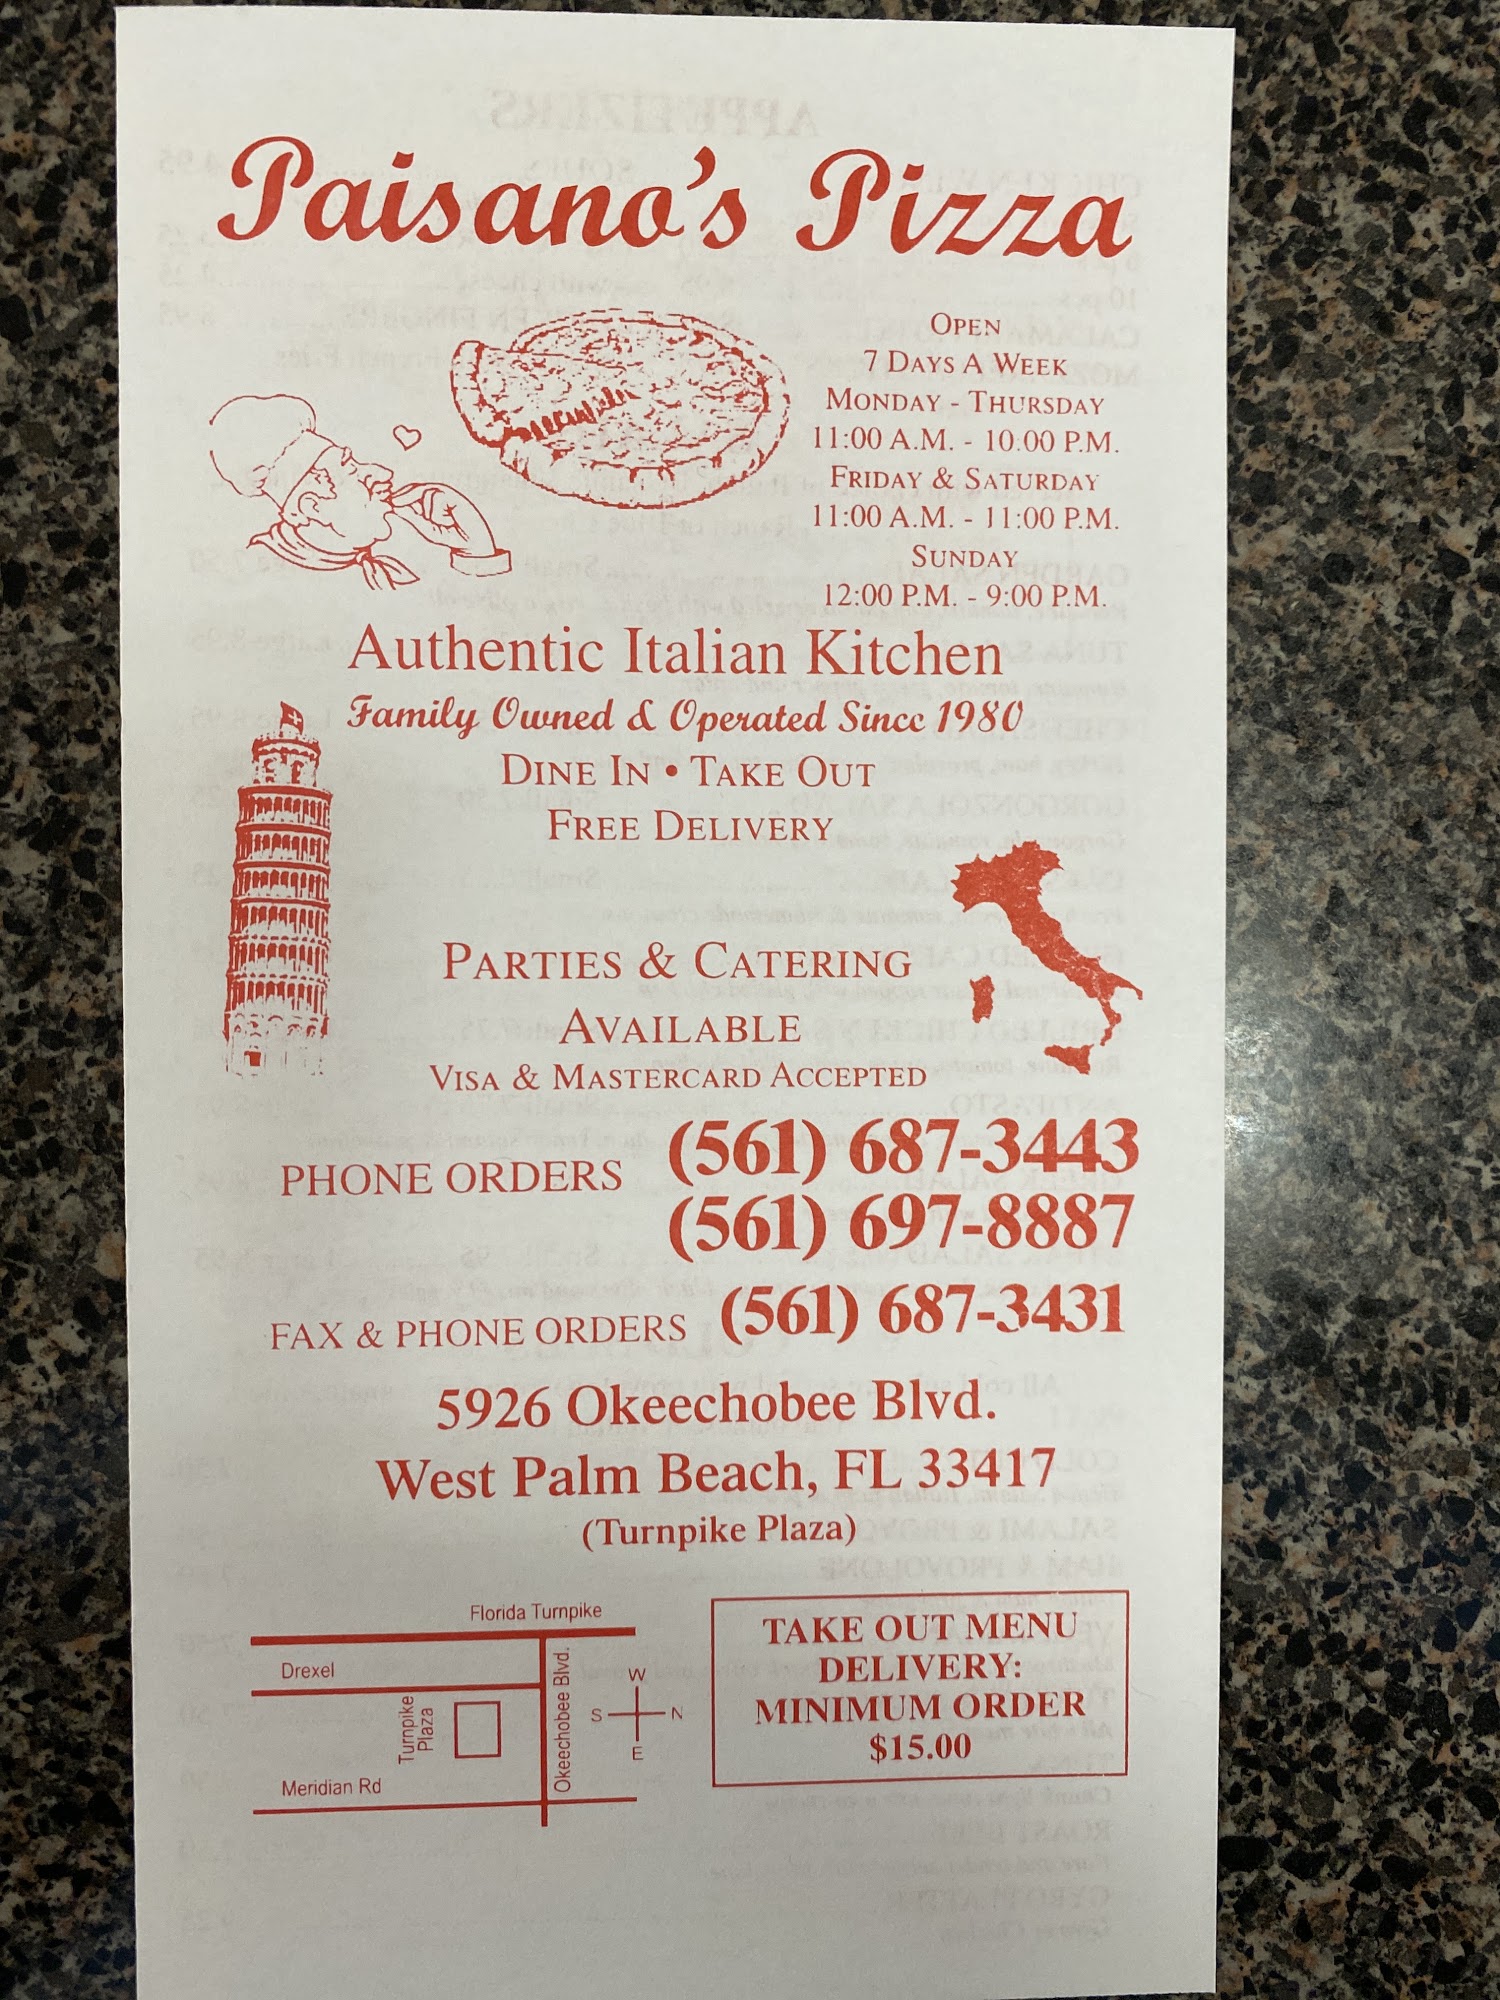 Paisano's Pizza
OPEN
7 DAYS A WEEK
MONDAY - THURSDAY
11:00 A.M. - 10:00 P.M.
FRIDAY & SATURDAY
11:00 A.M. - 11:00 P.M.
SUNDAY
12:00 P.M. - 9:00 P.M.
Authentic Italian Kitchen
Family Owned & Operated Since 1980
DINE IN • TAKE OUT
FREE DELIVERY
PARTIES & CATERING
AVAILABLE
VISA & MASTERCARD ACCEPTED
PHONE ORDERS (561) 687-3443
(561) 697-8887
FAX & PHONE ORDERS (561) 687-3431
5926 Okeechobee Blvd.
West Palm Beach, FL 33417
(Turnpike Plaza)
Florida Turnpike
Drexel
Turnpike
Plaza
Meridian Rd
Okeechobee Blvd.
W
S N
E
TAKE OUT MENU
DELIVERY:
MINIMUM ORDER
$15.00